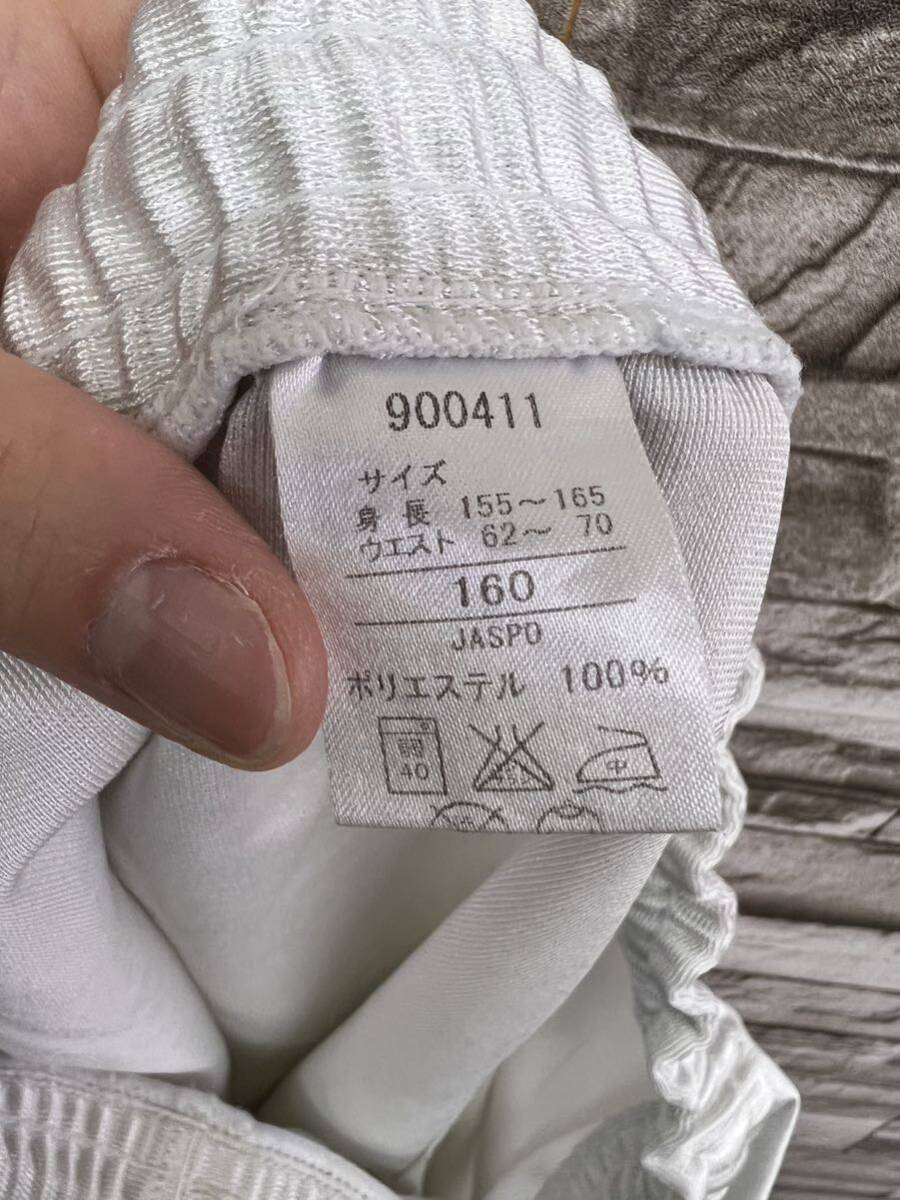 900411
サイズ
身 長 155～165
ウエスト 62～ 70
160
JASPO
ポリエステル 100%
弱
40
中